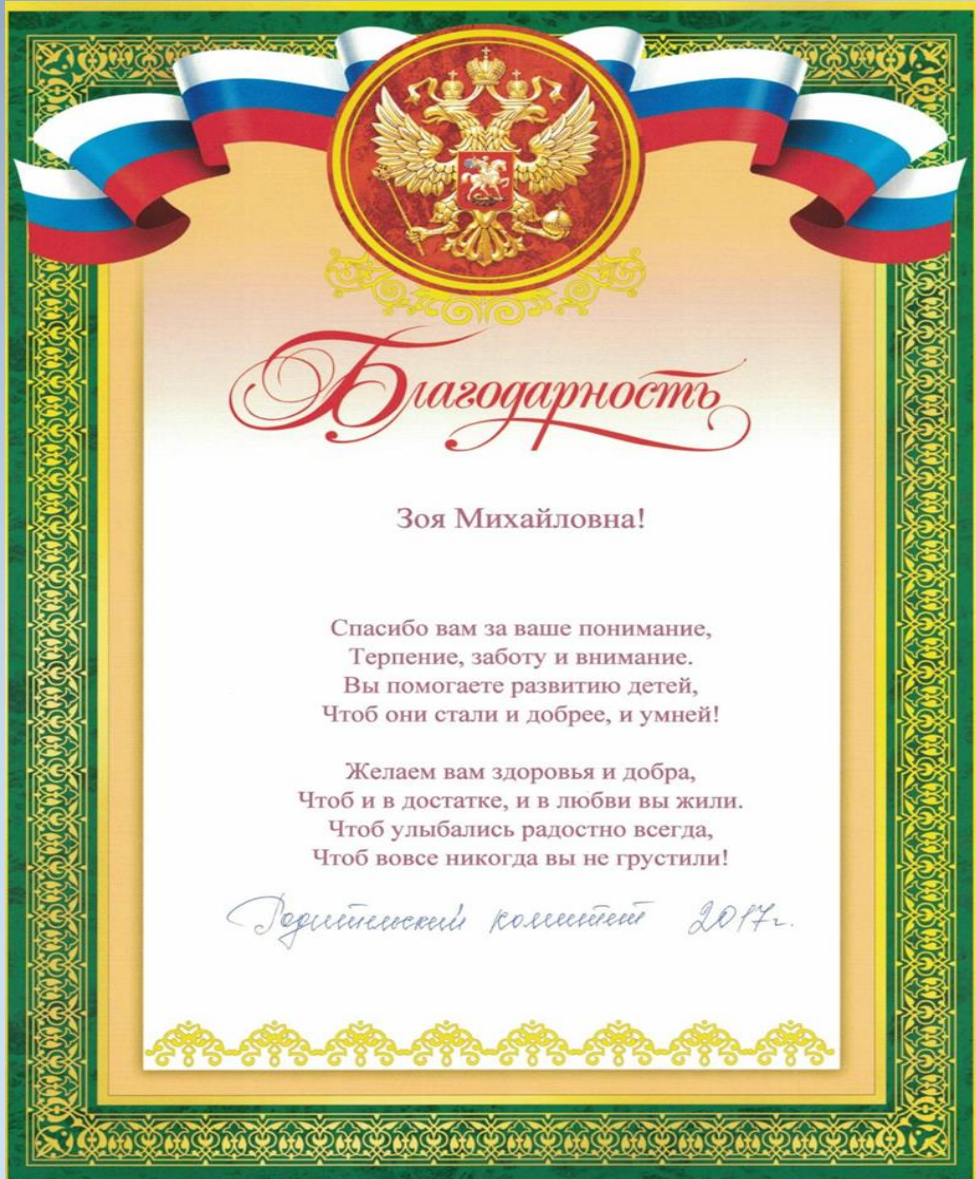 Благодарность
Зоя Михайловна!
Спасибо вам за ваше понимание,
Терпение, заботу и внимание.
Вы помогаете развитию детей,
Чтоб они стали и добрее, и умней!
Желаем вам здоровья и добра,
Чтоб и в достатке, и в любви вы жили.
Чтоб улыбались радостно всегда,
Чтоб вовсе никогда вы не грустили!
Родительский комитет 2017г.